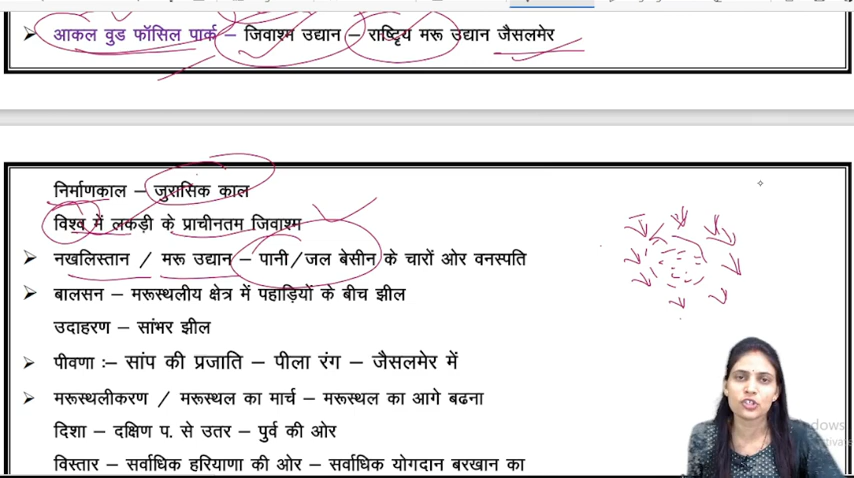 ➤ आकल वुड फॉसिल पार्क – जिवाश्म उद्यान – राष्ट्रिय मरू उद्यान जैसलमेर
निर्माणकाल – जुरासिक काल
विश्व में लकड़ी के प्राचीनतम जिवाश्म
➤ नखलिस्तान / मरू उद्यान – पानी/जल बेसीन के चारों ओर वनस्पति
➤ बालसन – मरूस्थलीय क्षेत्र में पहाड़ियों के बीच झील
उदाहरण – सांभर झील
➤ पीवणा :– सांप की प्रजाति – पीला रंग – जैसलमेर में
➤ मरूस्थलीकरण / मरूस्थल का मार्च – मरूस्थल का आगे बढना
दिशा – दक्षिण प. से उतर – पुर्व की ओर
विस्तार – सर्वाधिक हरियाणा की ओर – सर्वाधिक योगदान बरखान का